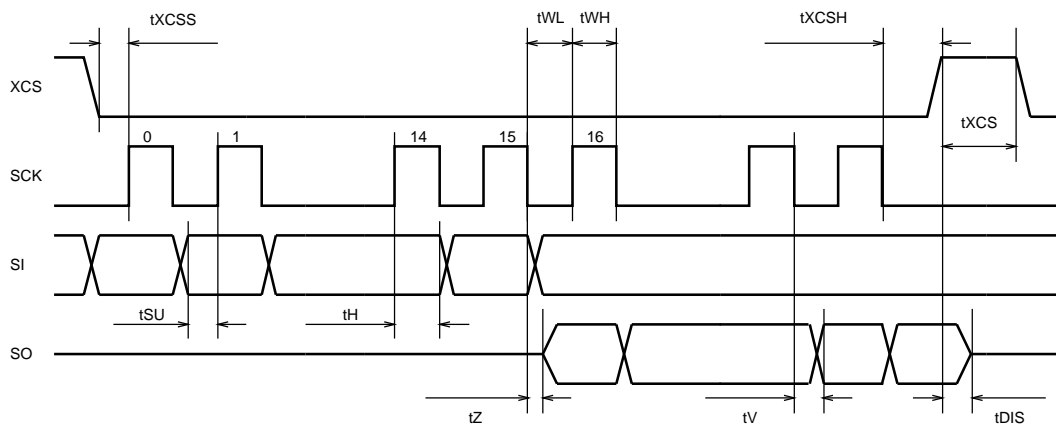 tXCSS
tWL
tWH
tXCSH
XCS
tXCS
0
1
14
15
16
SCK
SI
tSU
tH
SO
tZ
tV
tDIS